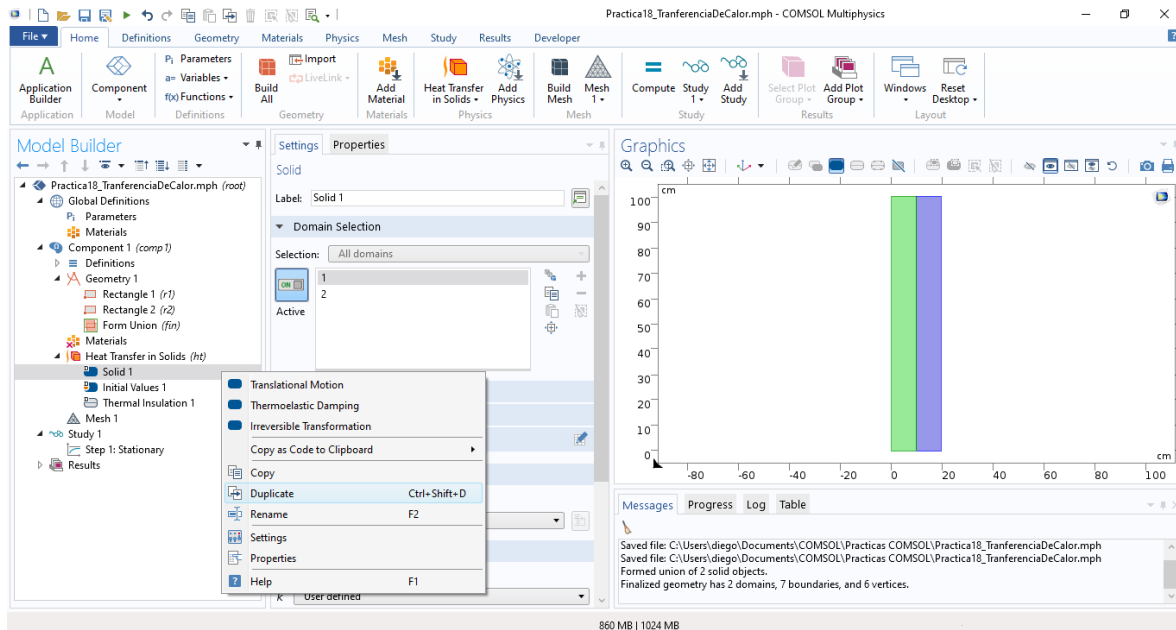 Practica18_TranferenciaDeCalor.mph - COMSOL Multiphysics
File Home Definitions Geometry Materials Physics Mesh Study Results Developer
Application Builder
Component
Pi Parameters
a= Variables
f(x) Functions
Build All
Import
LiveLink
Add Material
Heat Transfer in Solids
Add Physics
Build Mesh
Mesh 1
Compute
Study 1
Add Study
Select Plot Group
Add Plot Group
Windows
Reset Desktop
Application Model Definitions Geometry Materials Physics Mesh Study Results Layout
Model Builder
Practica18_TranferenciaDeCalor.mph (root)
Global Definitions
Pi Parameters
Materials
Component 1 (comp1)
Definitions
Geometry 1
Rectangle 1 (r1)
Rectangle 2 (r2)
Form Union (fin)
Materials
Heat Transfer in Solids (ht)
Solid 1
Initial Values 1
Thermal Insulation 1
Mesh 1
Study 1
Step 1: Stationary
Results
Settings Properties
Solid
Label: Solid 1
Domain Selection
Selection: All domains
ON
Active
1
2
Translational Motion
Thermoelastic Damping
Irreversible Transformation
Copy as Code to Clipboard
Copy
Duplicate Ctrl+Shift+D
Rename F2
Settings
Properties
Help F1
k User defined
Graphics
cm
100
90
80
70
60
50
40
30
20
10
0
cm
-80 -60 -40 -20 0 20 40 60 80 100
Messages Progress Log Table
Saved file: C:\Users\diego\Documents\COMSOL\Practicas COMSOL\Practica18_TranferenciaDeCalor.mph
Saved file: C:\Users\diego\Documents\COMSOL\Practicas COMSOL\Practica18_TranferenciaDeCalor.mph
Formed union of 2 solid objects.
Finalized geometry has 2 domains, 7 boundaries, and 6 vertices.
860 MB | 1024 MB